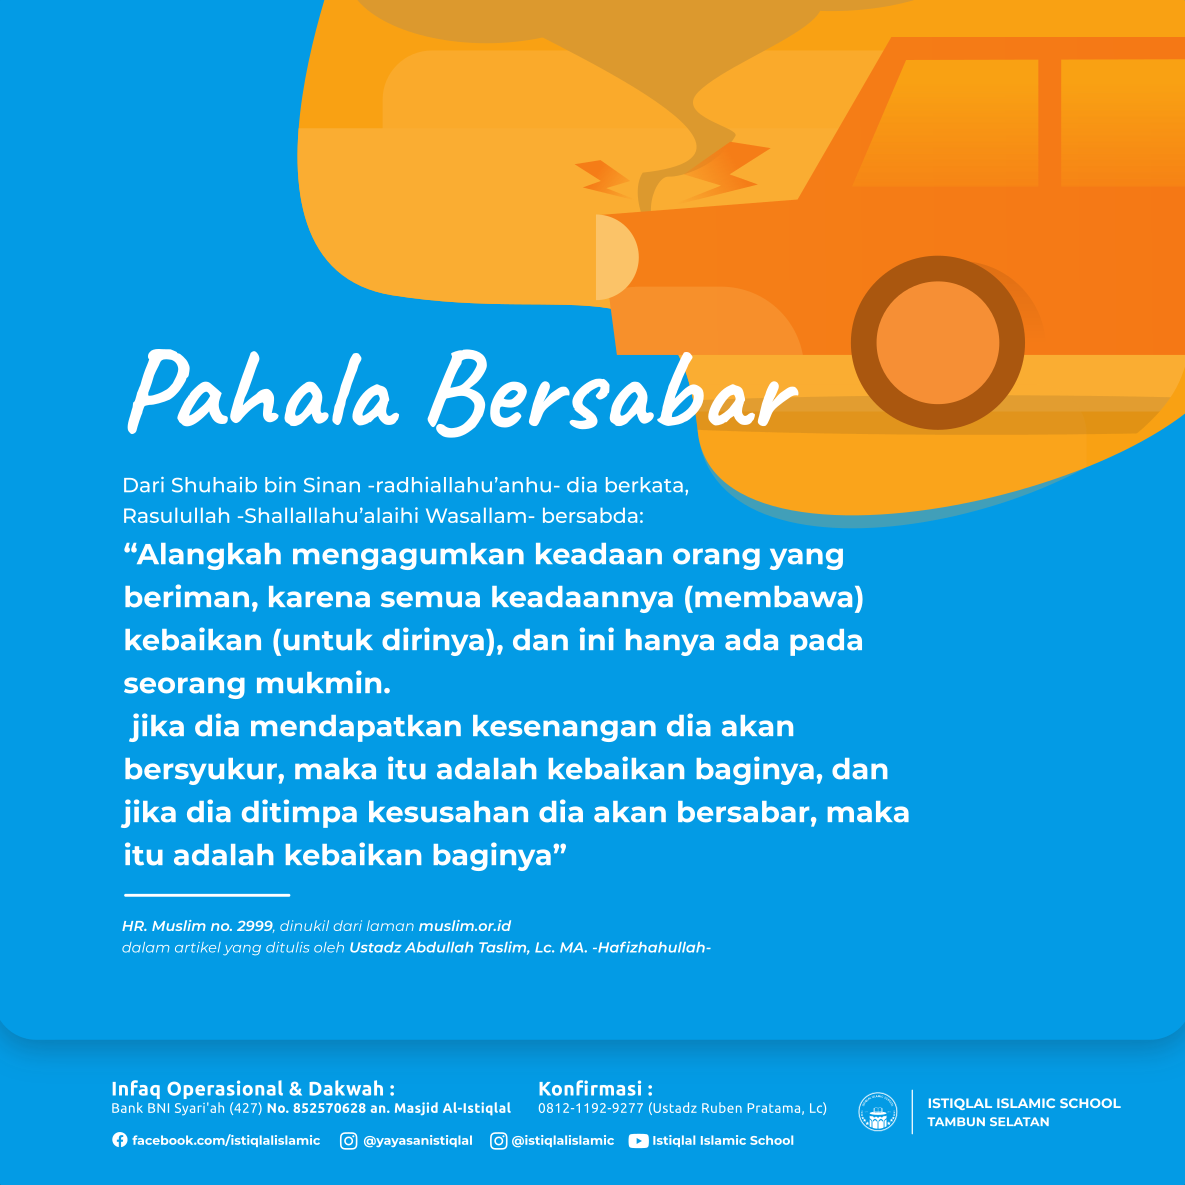 Pahala Bersabar
Dari Shuhaib bin Sinan -radhiallahu’anhu- dia berkata,
Rasulullah -Shallallahu’alaihi Wasallam- bersabda:
“Alangkah mengagumkan keadaan orang yang
beriman, karena semua keadaannya (membawa)
kebaikan (untuk dirinya), dan ini hanya ada pada
seorang mukmin.
jika dia mendapatkan kesenangan dia akan
bersyukur, maka itu adalah kebaikan baginya, dan
jika dia ditimpa kesusahan dia akan bersabar, maka
itu adalah kebaikan baginya”
HR. Muslim no. 2999, dinukil dari laman muslim.or.id
dalam artikel yang ditulis oleh Ustadz Abdullah Taslim, Lc. MA. -Hafizhahullah-
Infaq Operasional & Dakwah :
Bank BNI Syari'ah (427) No. 852570628 an. Masjid Al-Istiqlal
Konfirmasi :
0812-1192-9277 (Ustadz Ruben Pratama, Lc)
facebook.com/istiqlalislamic @yayasanistiqlal @istiqlalislamic Istiqlal Islamic School
ISTIQLAL ISLAMIC SCHOOL
TAMBUN SELATAN